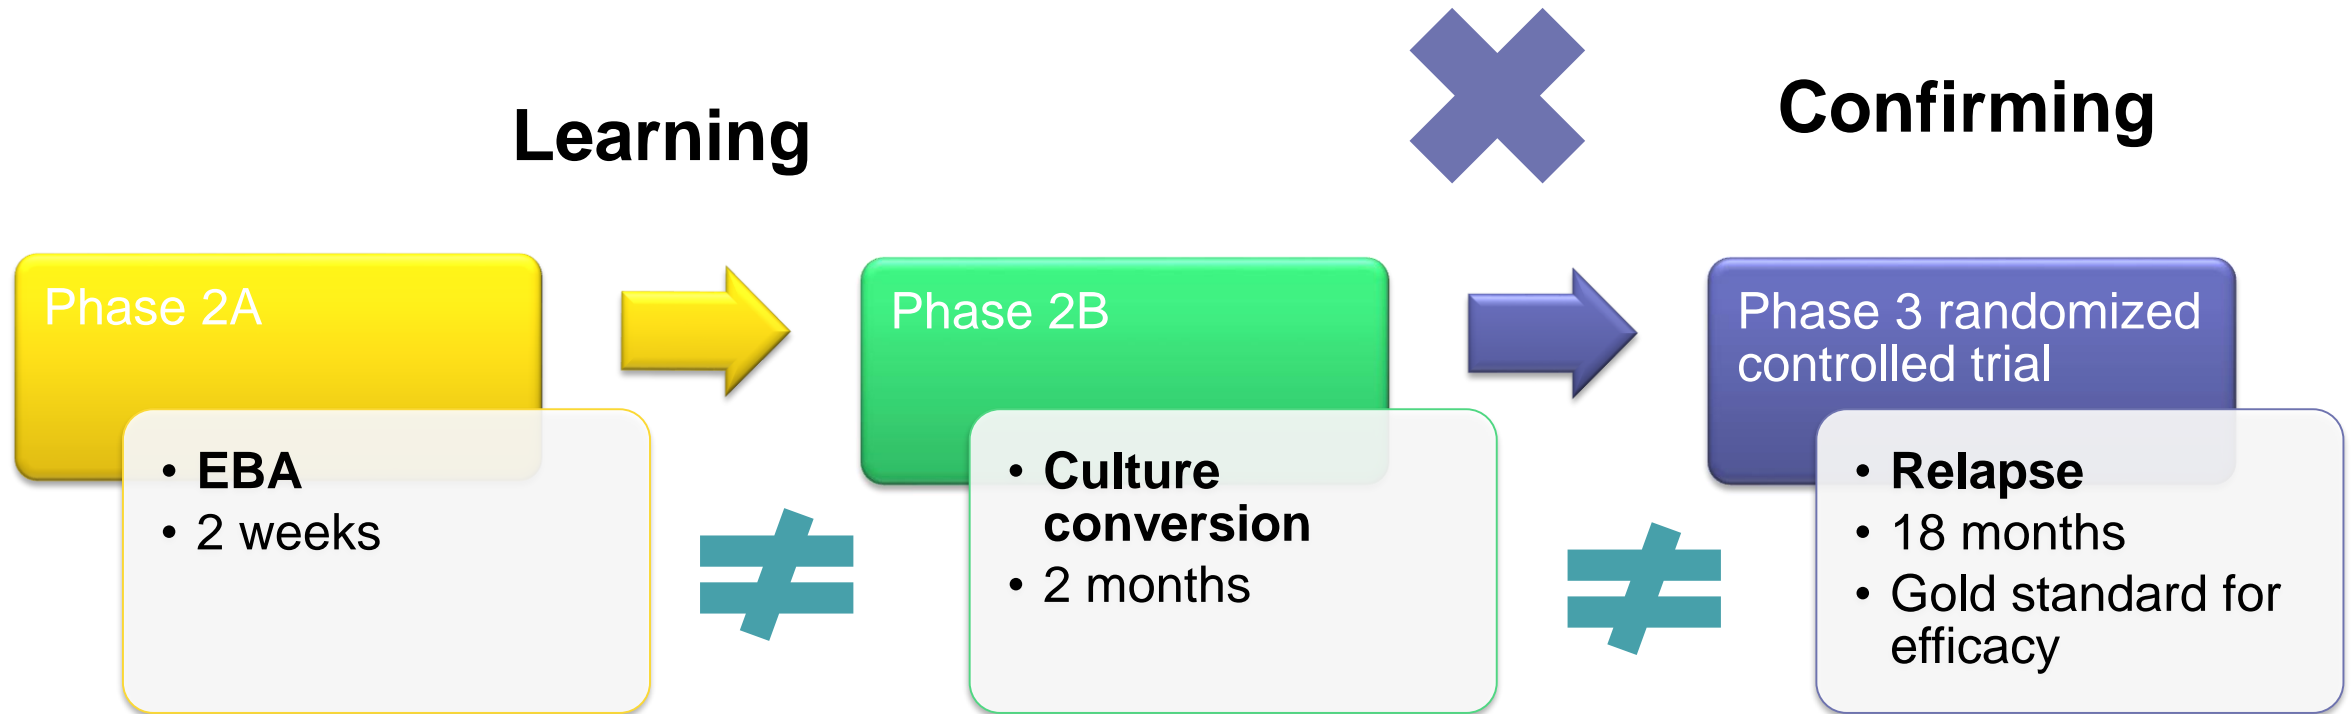 Learning
Confirming
Phase 2A
• EBA
• 2 weeks
Phase 2B
• Culture
conversion
• 2 months
Phase 3 randomized
controlled trial
• Relapse
• 18 months
• Gold standard for
efficacy